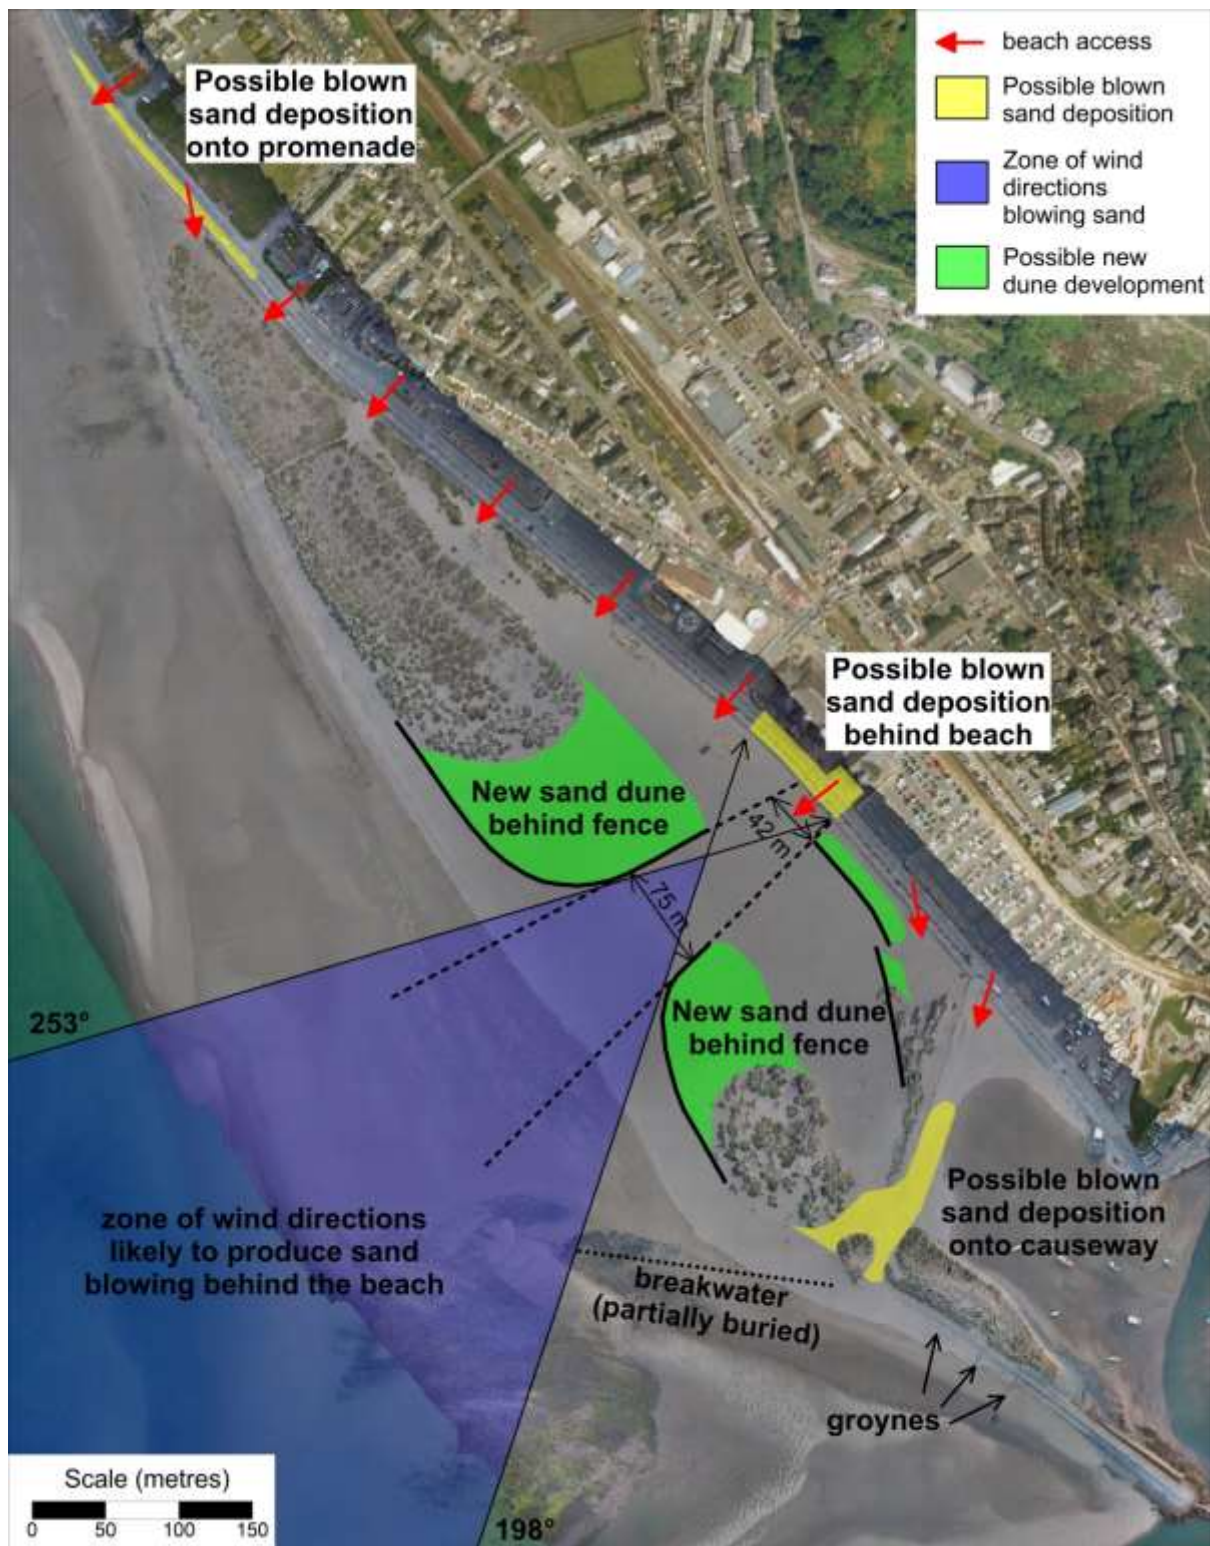 beach access
Possible blown
sand deposition
Zone of wind
directions
blowing sand
Possible new
dune development
Possible blown
sand deposition
onto promenade
Possible blown
sand deposition
behind beach
New sand dune
behind fence
42 m
75 m
New sand dune
behind fence
253°
zone of wind directions
likely to produce sand
blowing behind the beach
Possible blown
sand deposition
onto causeway
breakwater
(partially buried)
groynes
Scale (metres)
0 50 100 150
198°